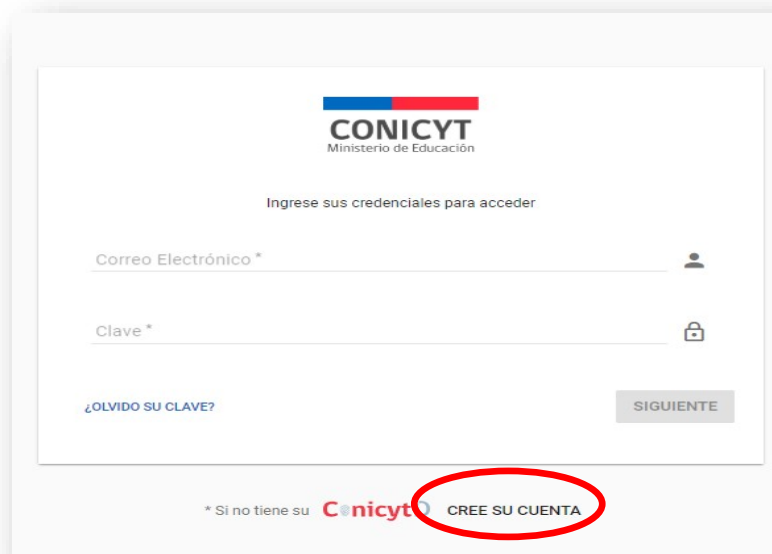 CONICYT
Ministerio de Educación
Ingrese sus credenciales para acceder
Correo Electrónico *
Clave *
¿OLVIDO SU CLAVE?
SIGUIENTE
* Si no tiene su Conicyt CREE SU CUENTA